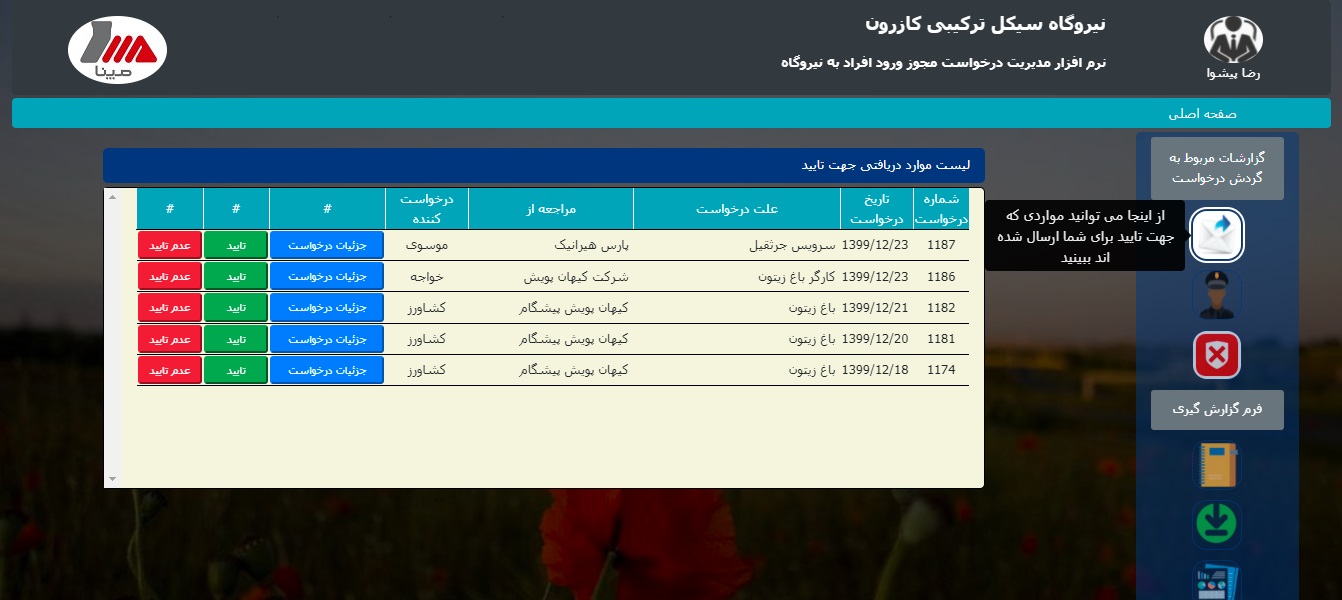 نیروگاه سیکل ترکیبی کازرون
نرم افزار مدیریت درخواست مجوز ورود افراد به نیروگاه
رضا پیشوا
مپنا
صفحه اصلی
گزارشات مربوط به
گردش درخواست
از اینجا می توانید مواردی که
جهت تایید برای شما ارسال شده
اند ببینید
فرم گزارش گیری
لیست موارد دریافتی جهت تایید
شماره درخواست تاریخ درخواست علت درخواست مراجعه از درخواست کننده # # #
1187 1399/12/23 سرویس جرثقیل پارس هیرانیک موسوی جزئیات درخواست تایید عدم تایید
1186 1399/12/23 کارگر باغ زیتون شرکت کیهان پویش خواجه جزئیات درخواست تایید عدم تایید
1182 1399/12/21 باغ زیتون کیهان پویش پیشگام کشاورز جزئیات درخواست تایید عدم تایید
1181 1399/12/20 باغ زیتون کیهان پویش پیشگام کشاورز جزئیات درخواست تایید عدم تایید
1174 1399/12/18 باغ زیتون کیهان پویش پیشگام کشاورز جزئیات درخواست تایید عدم تایید